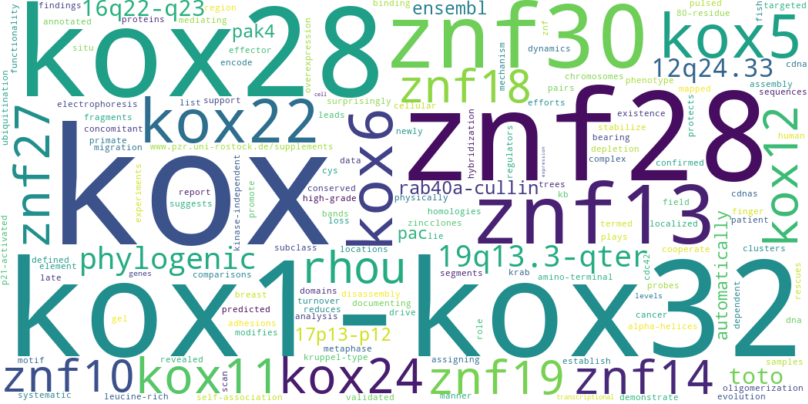 findings 16q22-q23 region binding ensembl pulsed targeted
annotated proteins mediating 80-residue fish
functionality situ pak4 overexpression znf30 znf kox5
kox28 effector encode mechanism dynamics 12q24.33 cdna
cell znf18 chromosomes phenotype assembly
ubiquitination surprisingly cellular pairs mapped sequences
electrophoresis list support efforts
znf27 fragments kox22 leads kox6 newly existence protects kox12
concomitant hybridization znf28 stabilize human
primate bearing
migration www.pzr.uni-rostock.de/supplements regulators depletion
data complex confirmed
kox cys expression
report conserved rab40a-cullin trees cdnas
experiments suggests kinase-independent promote high-grade physically znf13 kb patient
bands homologies field finger
loss zinc clones termed localized
p21-activated subclass pac1 lie plays automatically clusters
defined phylogenic locations 19q13.3-qter cdc42 cooperate
element rhou segments krab amino-terminal probes dependent rescues
late genes comparisons domains
kox1-kox32 breast turnover disassembly levels
predicted reduces documenting cancer dna
gel adhesions analysis drive role alpha-helices
modifies 17p13-p12
metaphase
motif revealed kruppel-type assigning establish samples
znf10 kox11 scan kox24 znf19 znf14 toto
oligomerization
systematic leucine-rich self-association validated manner transcriptional demonstrate evolution